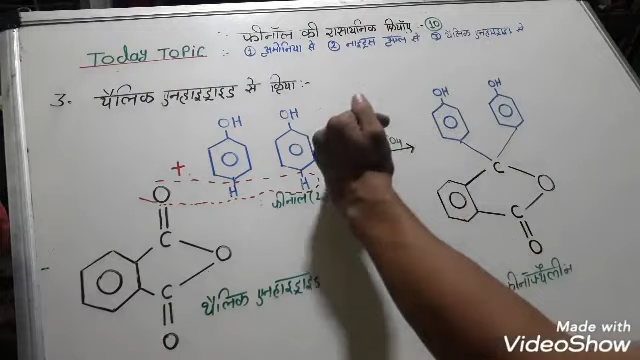 फीनॉल की रासायनिक क्रियाएँ :- (10)
Today Topic : (1) अमोनिया से (2) नाइट्रस अम्ल से (3) थैलिक एनहाइड्राइड से
3. थैलिक एनहाइड्राइड से क्रिया :-
OH OH
+
H H
फीनॉल (2
O
C
O
C
O
थैलिक एनहाइड्राइड
OH OH
C
O
C
O
फीनॉफ्थैलीन
Made with
VideoShow